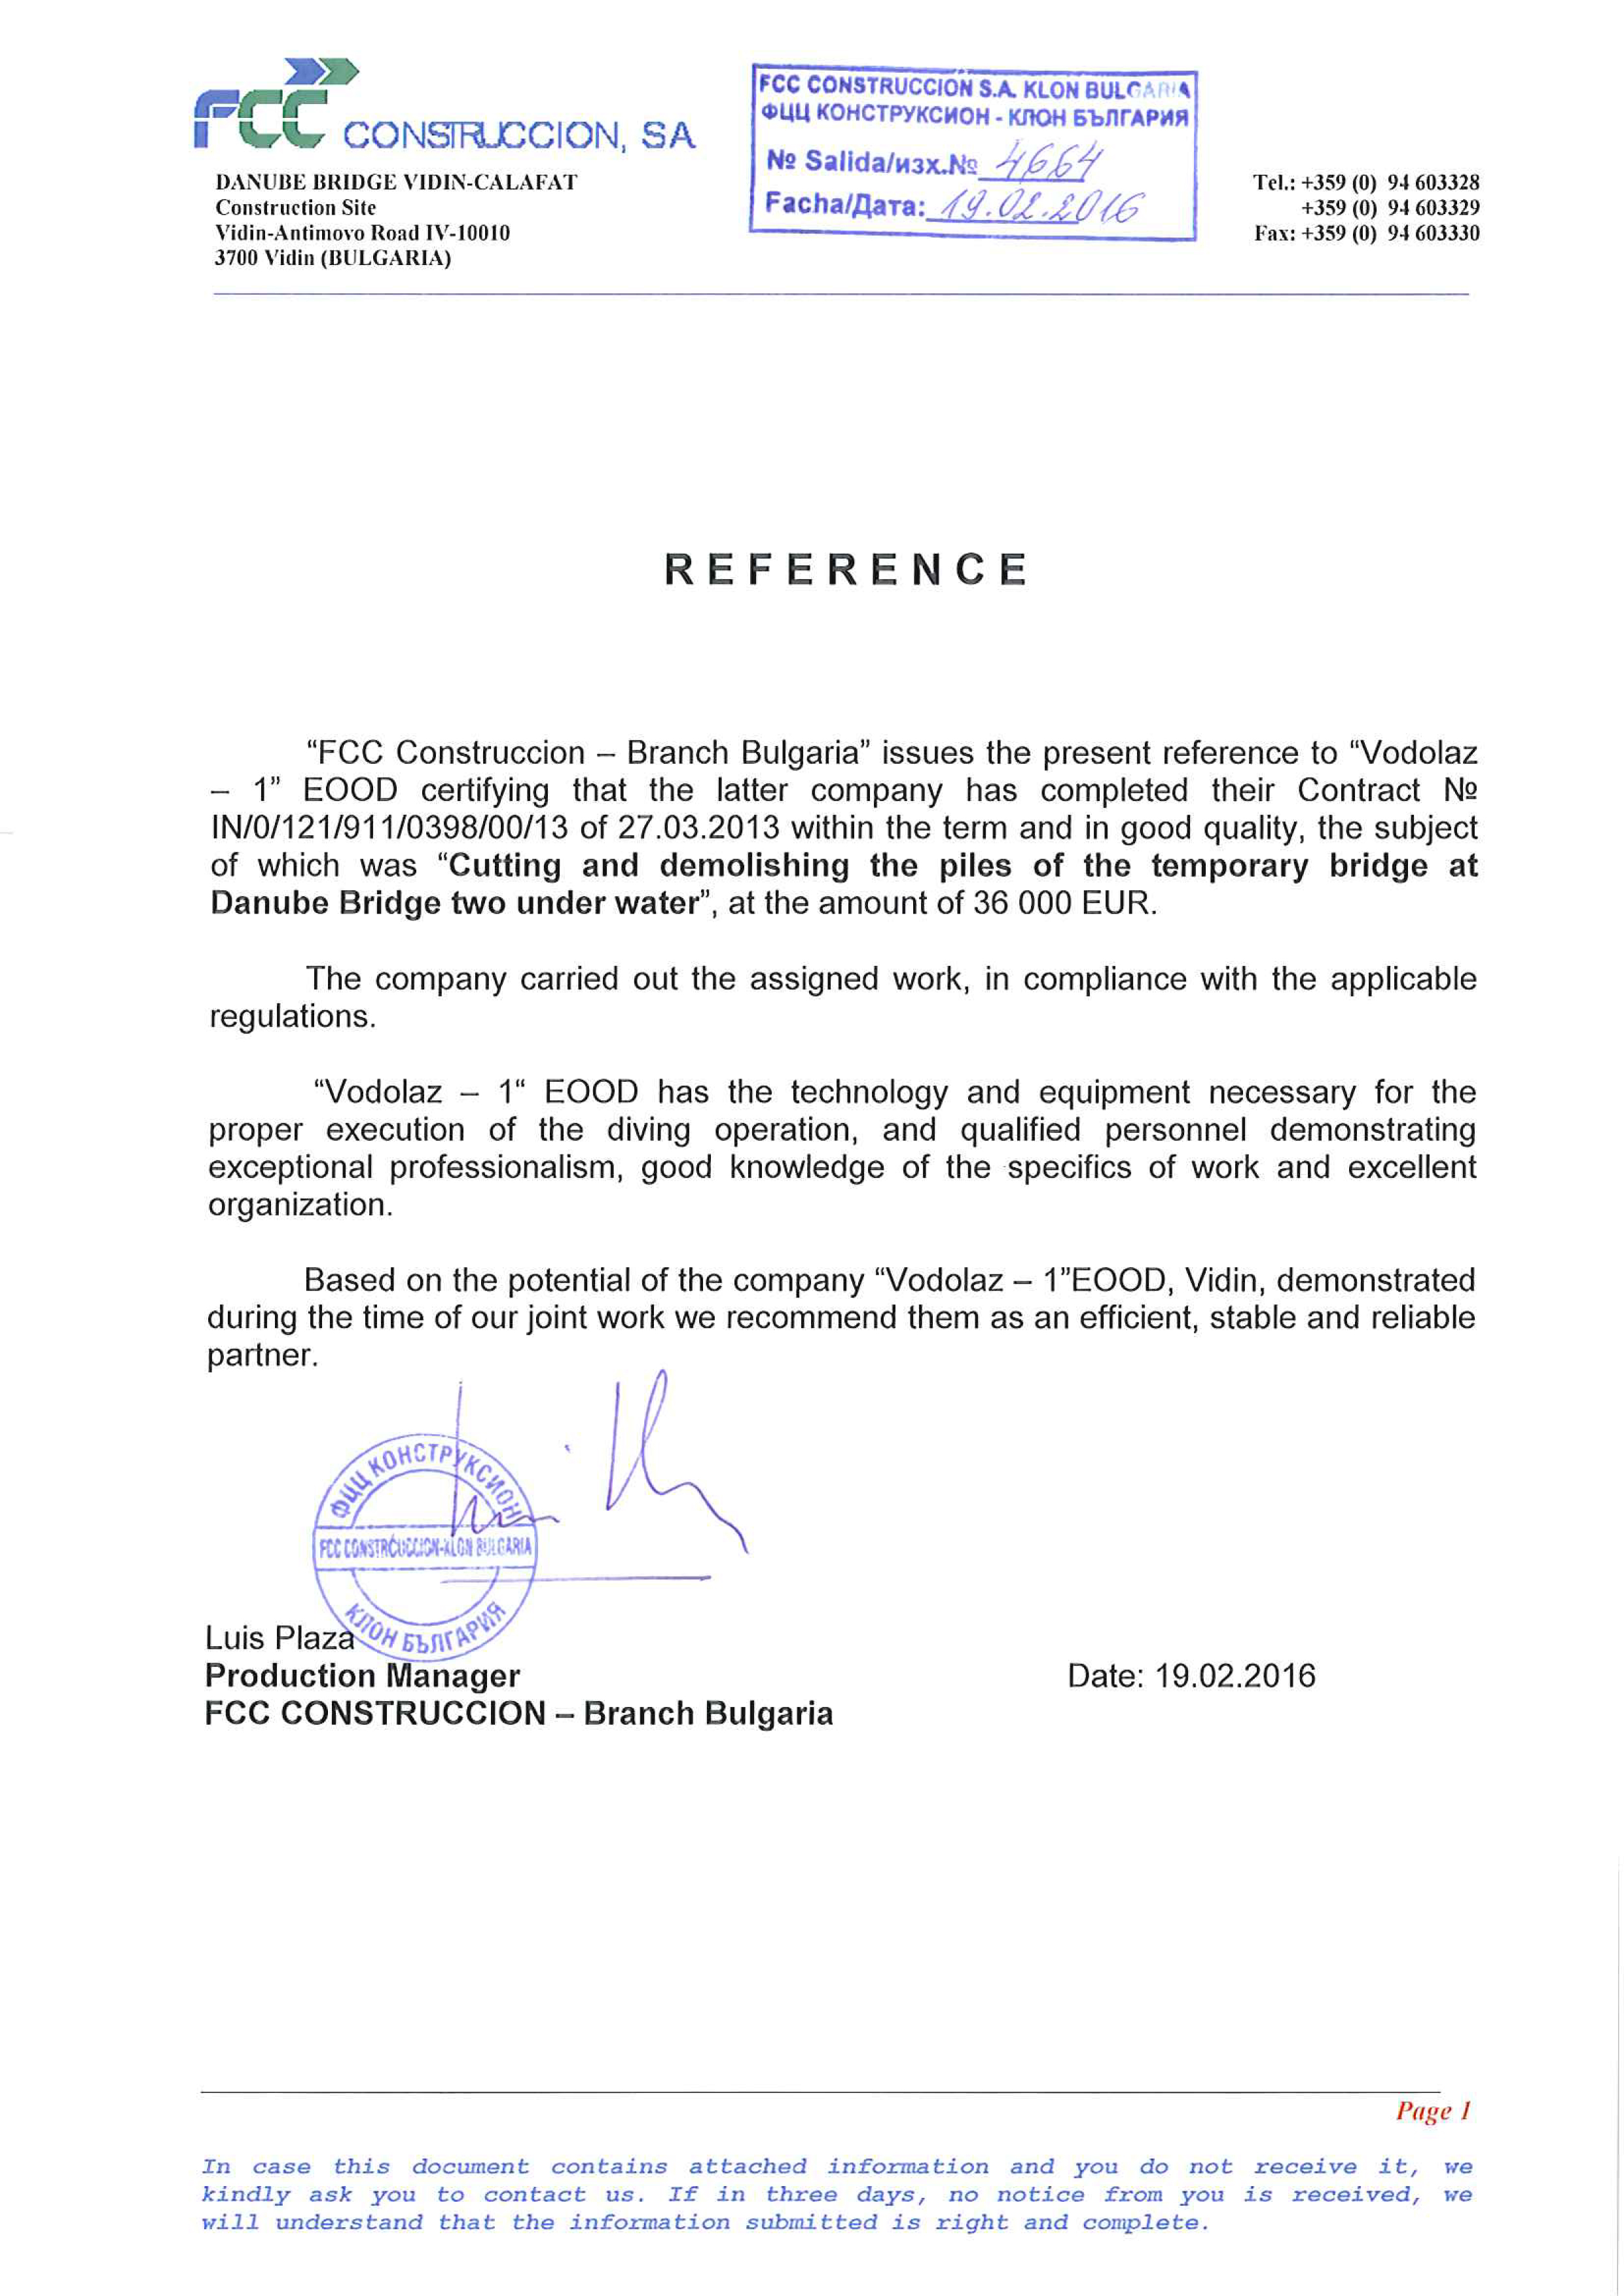 FCC CONSTRUCCION, SA
DANUBE BRIDGE VIDIN-CALAFAT
Construction Site
Vidin-Antimovo Road IV-10010
3700 Vidin (BULGARIA)
FCC CONSTRUCCIÓN S.A. KLON BULGARIA
ФЦЦ КОНСТРУКСИОН - КЛОН БЪЛГАРИЯ
№ Salida/изх.№ 4664
Facha/Дата: 19.02.2016
Tel.: +359 (0) 94 603328
+359 (0) 94 603329
Fax: +359 (0) 94 603330
REFERENCE
“FCC Construccion – Branch Bulgaria” issues the present reference to “Vodolaz
– 1” EOOD certifying that the latter company has completed their Contract №
IN/0/121/911/0398/00/13 of 27.03.2013 within the term and in good quality, the subject
of which was “Cutting and demolishing the piles of the temporary bridge at
Danube Bridge two under water”, at the amount of 36 000 EUR.
The company carried out the assigned work, in compliance with the applicable
regulations.
“Vodolaz – 1“ EOOD has the technology and equipment necessary for the
proper execution of the diving operation, and qualified personnel demonstrating
exceptional professionalism, good knowledge of the specifics of work and excellent
organization.
Based on the potential of the company “Vodolaz – 1”EOOD, Vidin, demonstrated
during the time of our joint work we recommend them as an efficient, stable and reliable
partner.
ФЦЦ КОНСТРУКСИОН
FCC CONSTRCUCCION-KLON BULGARIA
КЛОН БЪЛГАРИЯ
Luis Plaza
Production Manager
FCC CONSTRUCCION – Branch Bulgaria
Date: 19.02.2016
Page 1
In case this document contains attached information and you do not receive it, we
kindly ask you to contact us. If in three days, no notice from you is received, we
will understand that the information submitted is right and complete.